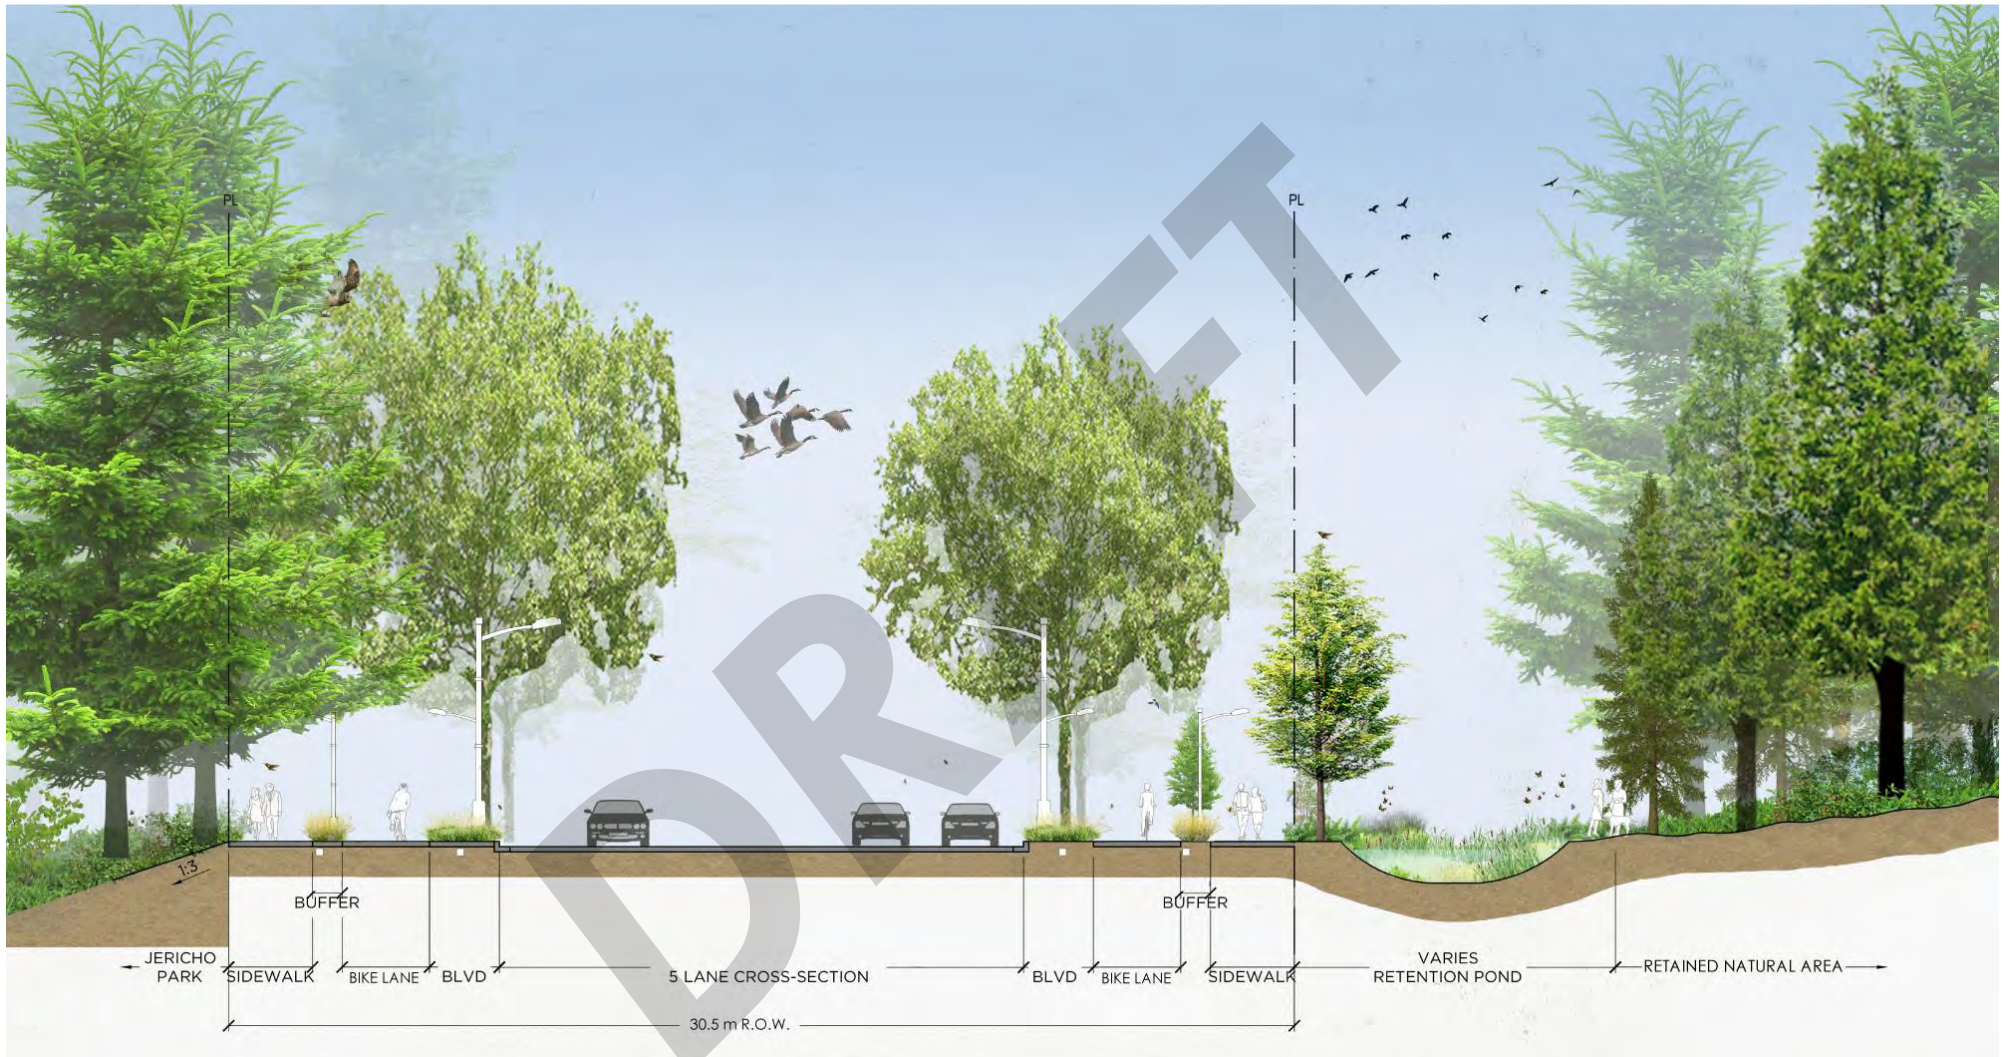 PL
PL
1:3
BUFFER
BUFFER
JERICHO
PARK
SIDEWALK
BIKE LANE
BLVD
5 LANE CROSS-SECTION
BLVD
BIKE LANE
SIDEWALK
VARIES
RETENTION POND
RETAINED NATURAL AREA
30.5 m R.O.W.
DRAFT